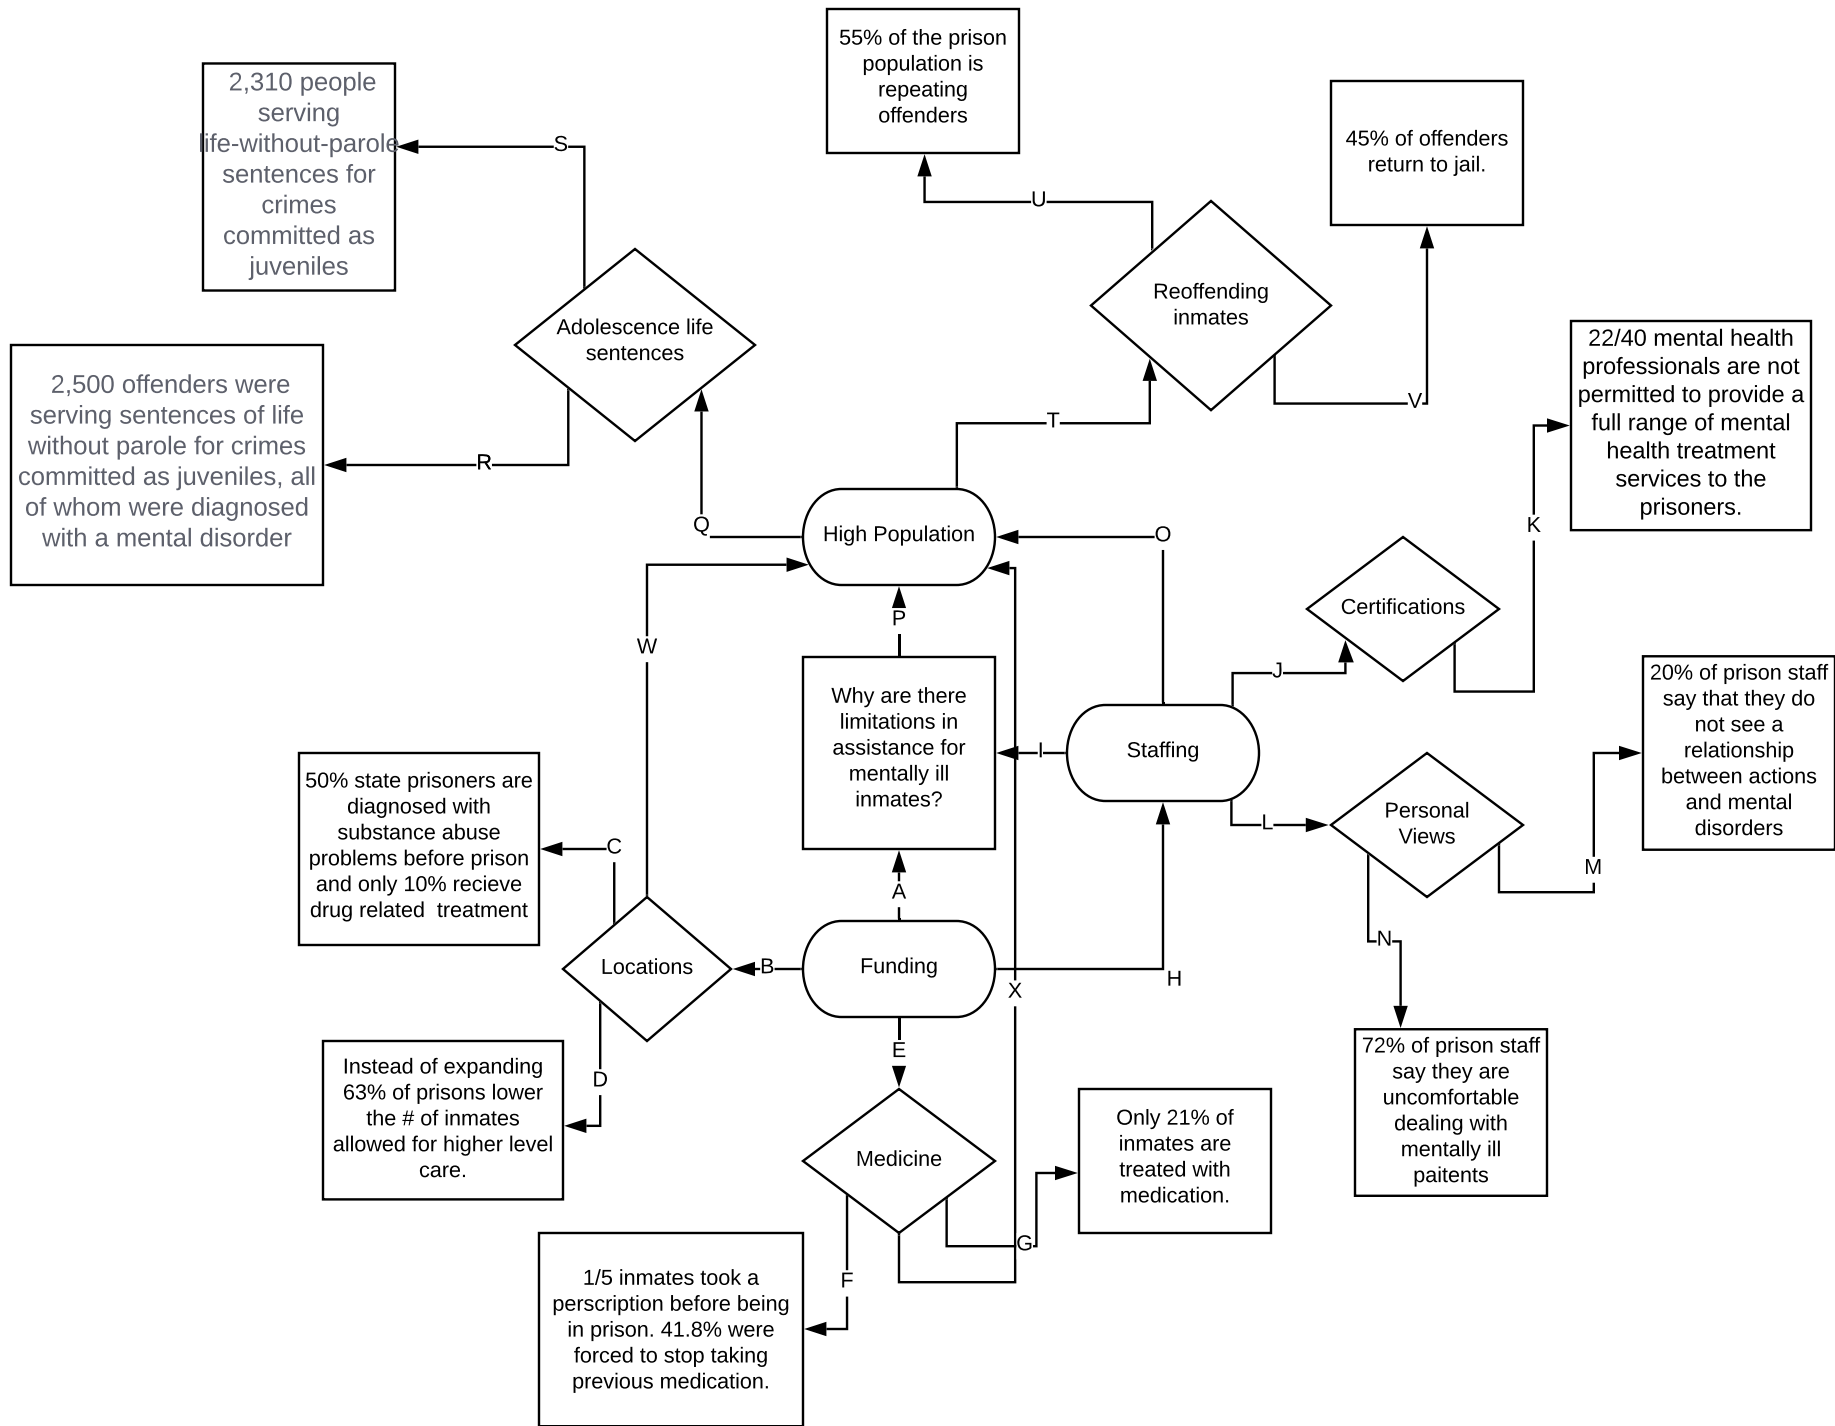 55% of the prison
population is
repeating
offenders
2,310 people
serving
life-without-parole
sentences for
crimes
committed as
juveniles
45% of offenders
return to jail.
S
U
Reoffending
inmates
Adolescence life
sentences
V
22/40 mental health
professionals are not
permitted to provide a
full range of mental
health treatment
services to the
prisoners.
2,500 offenders were
serving sentences of life
without parole for crimes
committed as juveniles, all
of whom were diagnosed
with a mental disorder
R
T
Q
High Population
O
K
Certifications
P
W
J
Why are there
limitations in
assistance for
mentally ill
inmates?
I
Staffing
20% of prison staff
say that they do
not see a
relationship
between actions
and mental
disorders
50% state prisoners are
diagnosed with
substance abuse
problems before prison
and only 10% recieve
drug related  treatment
C
L
Personal
Views
M
A
N
Locations
B
Funding
H
X
E
D
Instead of expanding
63% of prisons lower
the # of inmates
allowed for higher level
care.
72% of prison staff
say they are
uncomfortable
dealing with
mentally ill
paitents
Medicine
Only 21% of
inmates are
treated with
medication.
G
F
1/5 inmates took a
perscription before being
in prison. 41.8% were
forced to stop taking
previous medication.